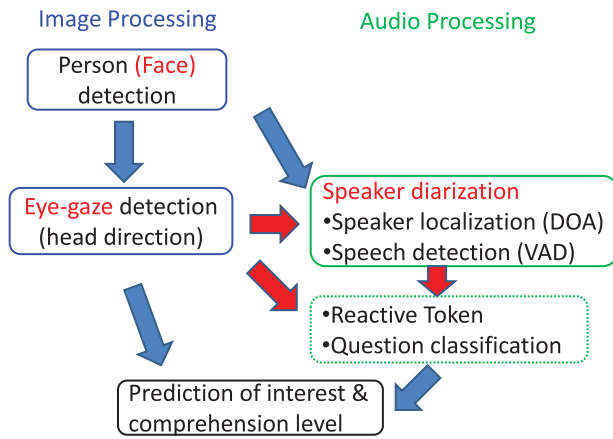 Image Processing
Audio Processing
Person (Face)
detection
Eye-gaze detection
(head direction)
Speaker diarization
•Speaker localization (DOA)
•Speech detection (VAD)
•Reactive Token
•Question classification
Prediction of interest &
comprehension level